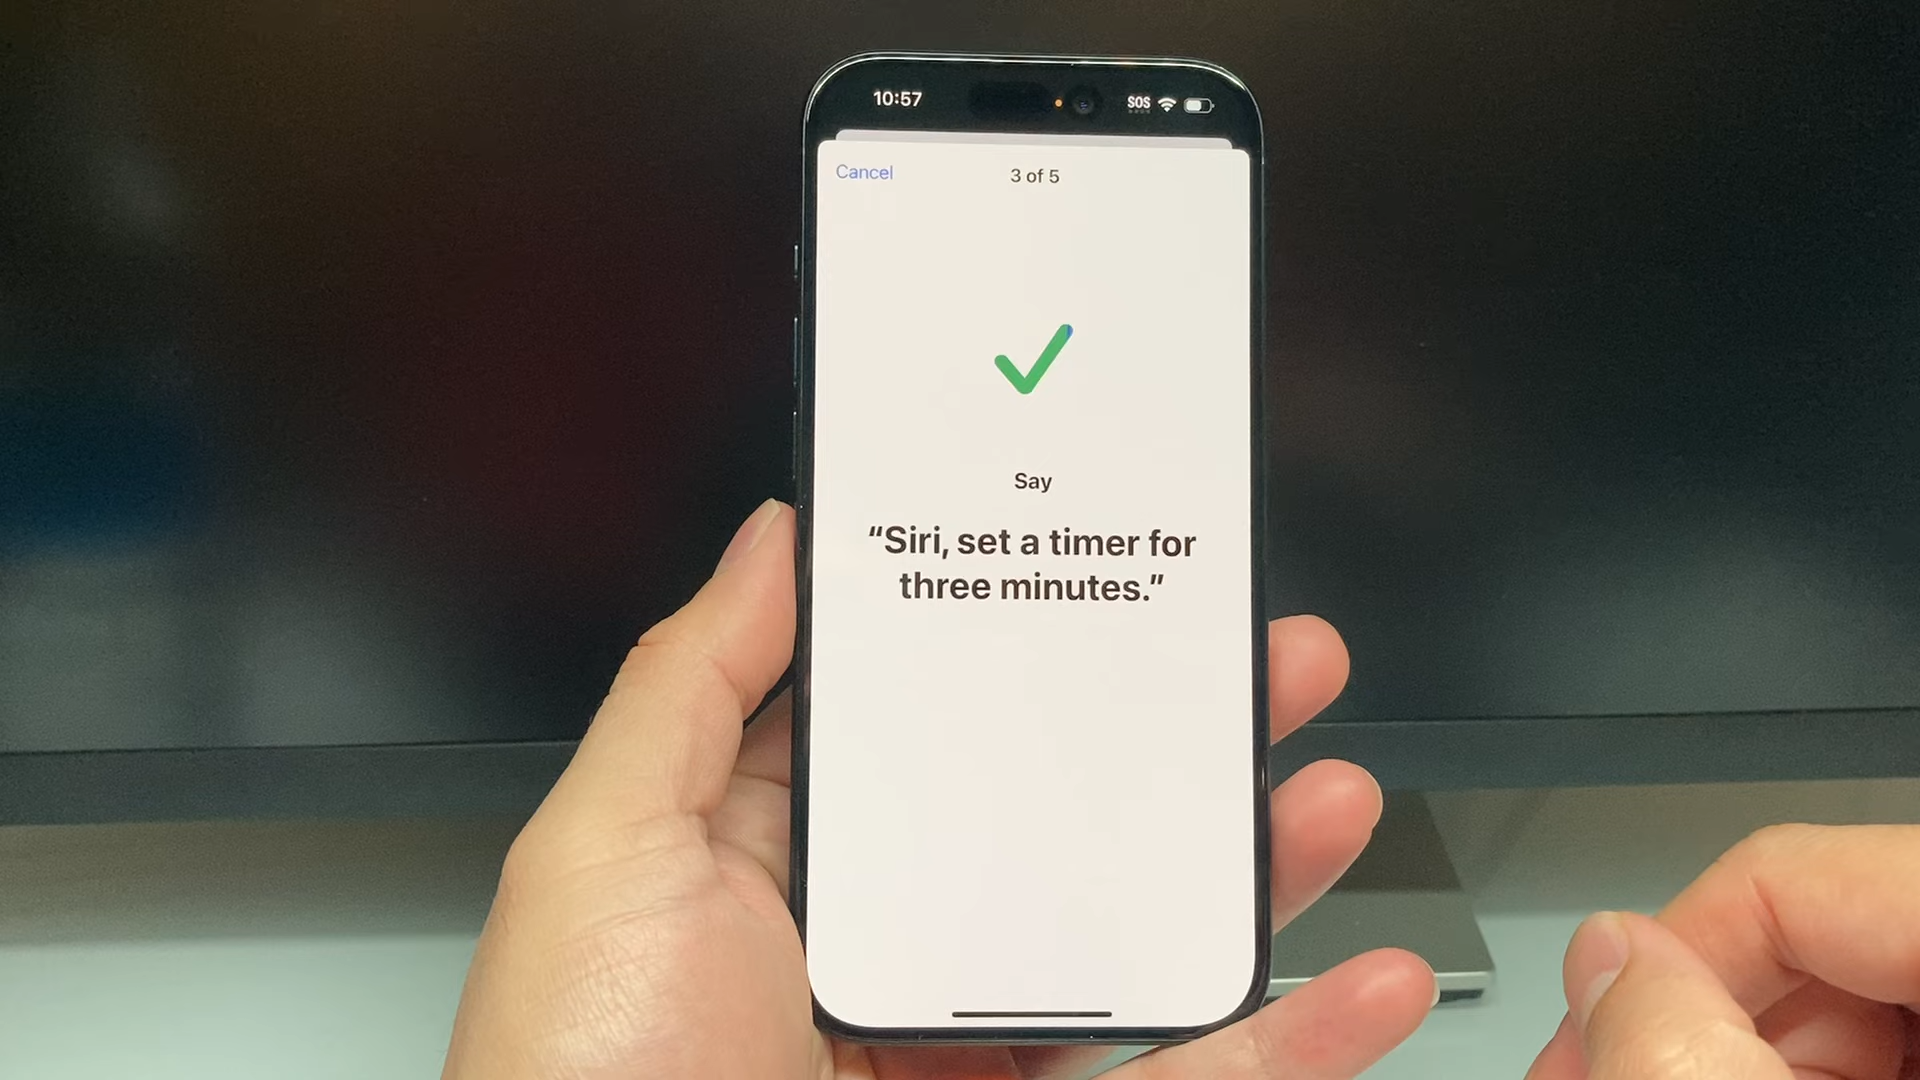 10:57
SOS
Cancel
3 of 5
Say
“Siri, set a timer for
three minutes.”